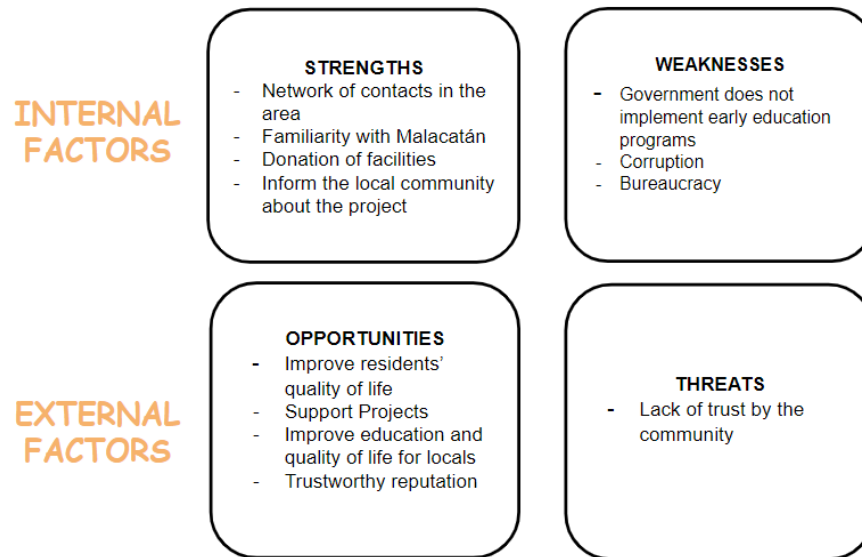 INTERNAL
FACTORS
STRENGTHS
- Network of contacts in the
area
- Familiarity with Malacatán
- Donation of facilities
- Inform the local community
about the project
WEAKNESSES
- Government does not
implement early education
programs
- Corruption
- Bureaucracy
EXTERNAL
FACTORS
OPPORTUNITIES
- Improve residents’
quality of life
- Support Projects
- Improve education and
quality of life for locals
- Trustworthy reputation
THREATS
- Lack of trust by the
community